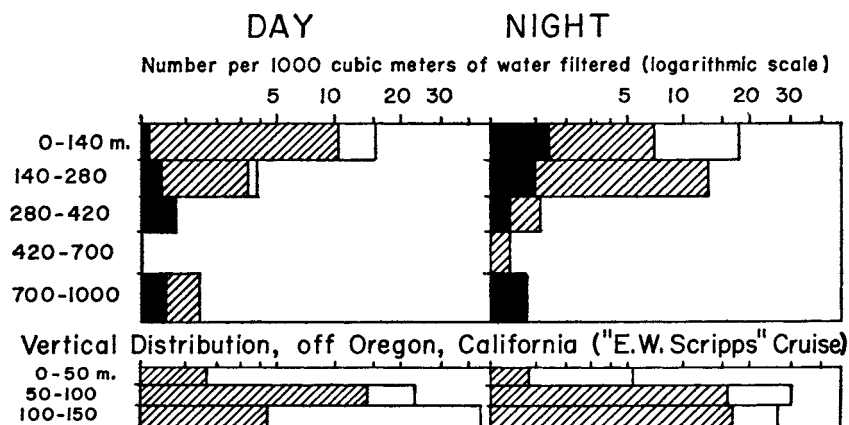 DAY NIGHT
Number per 1000 cubic meters of water filtered (logarithmic scale)
5 10 20 30 5 10 20 30
0-140 m.
140-280
280-420
420-700
700-1000
Vertical Distribution, off Oregon, California ("E.W. Scripps" Cruise)
0-50 m.
50-100
100-150